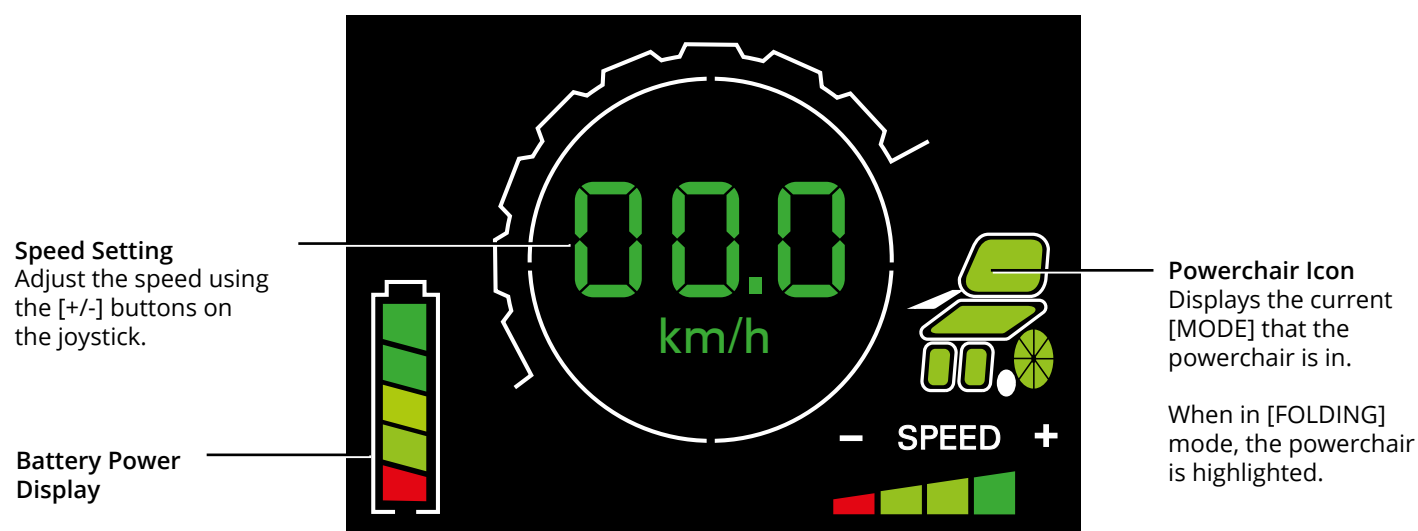 Speed Setting
Adjust the speed using
the [+/-] buttons on
the joystick.
Battery Power
Display
00.0
km/h
- SPEED +
Powerchair Icon
Displays the current
[MODE] that the
powerchair is in.
When in [FOLDING]
mode, the powerchair
is highlighted.